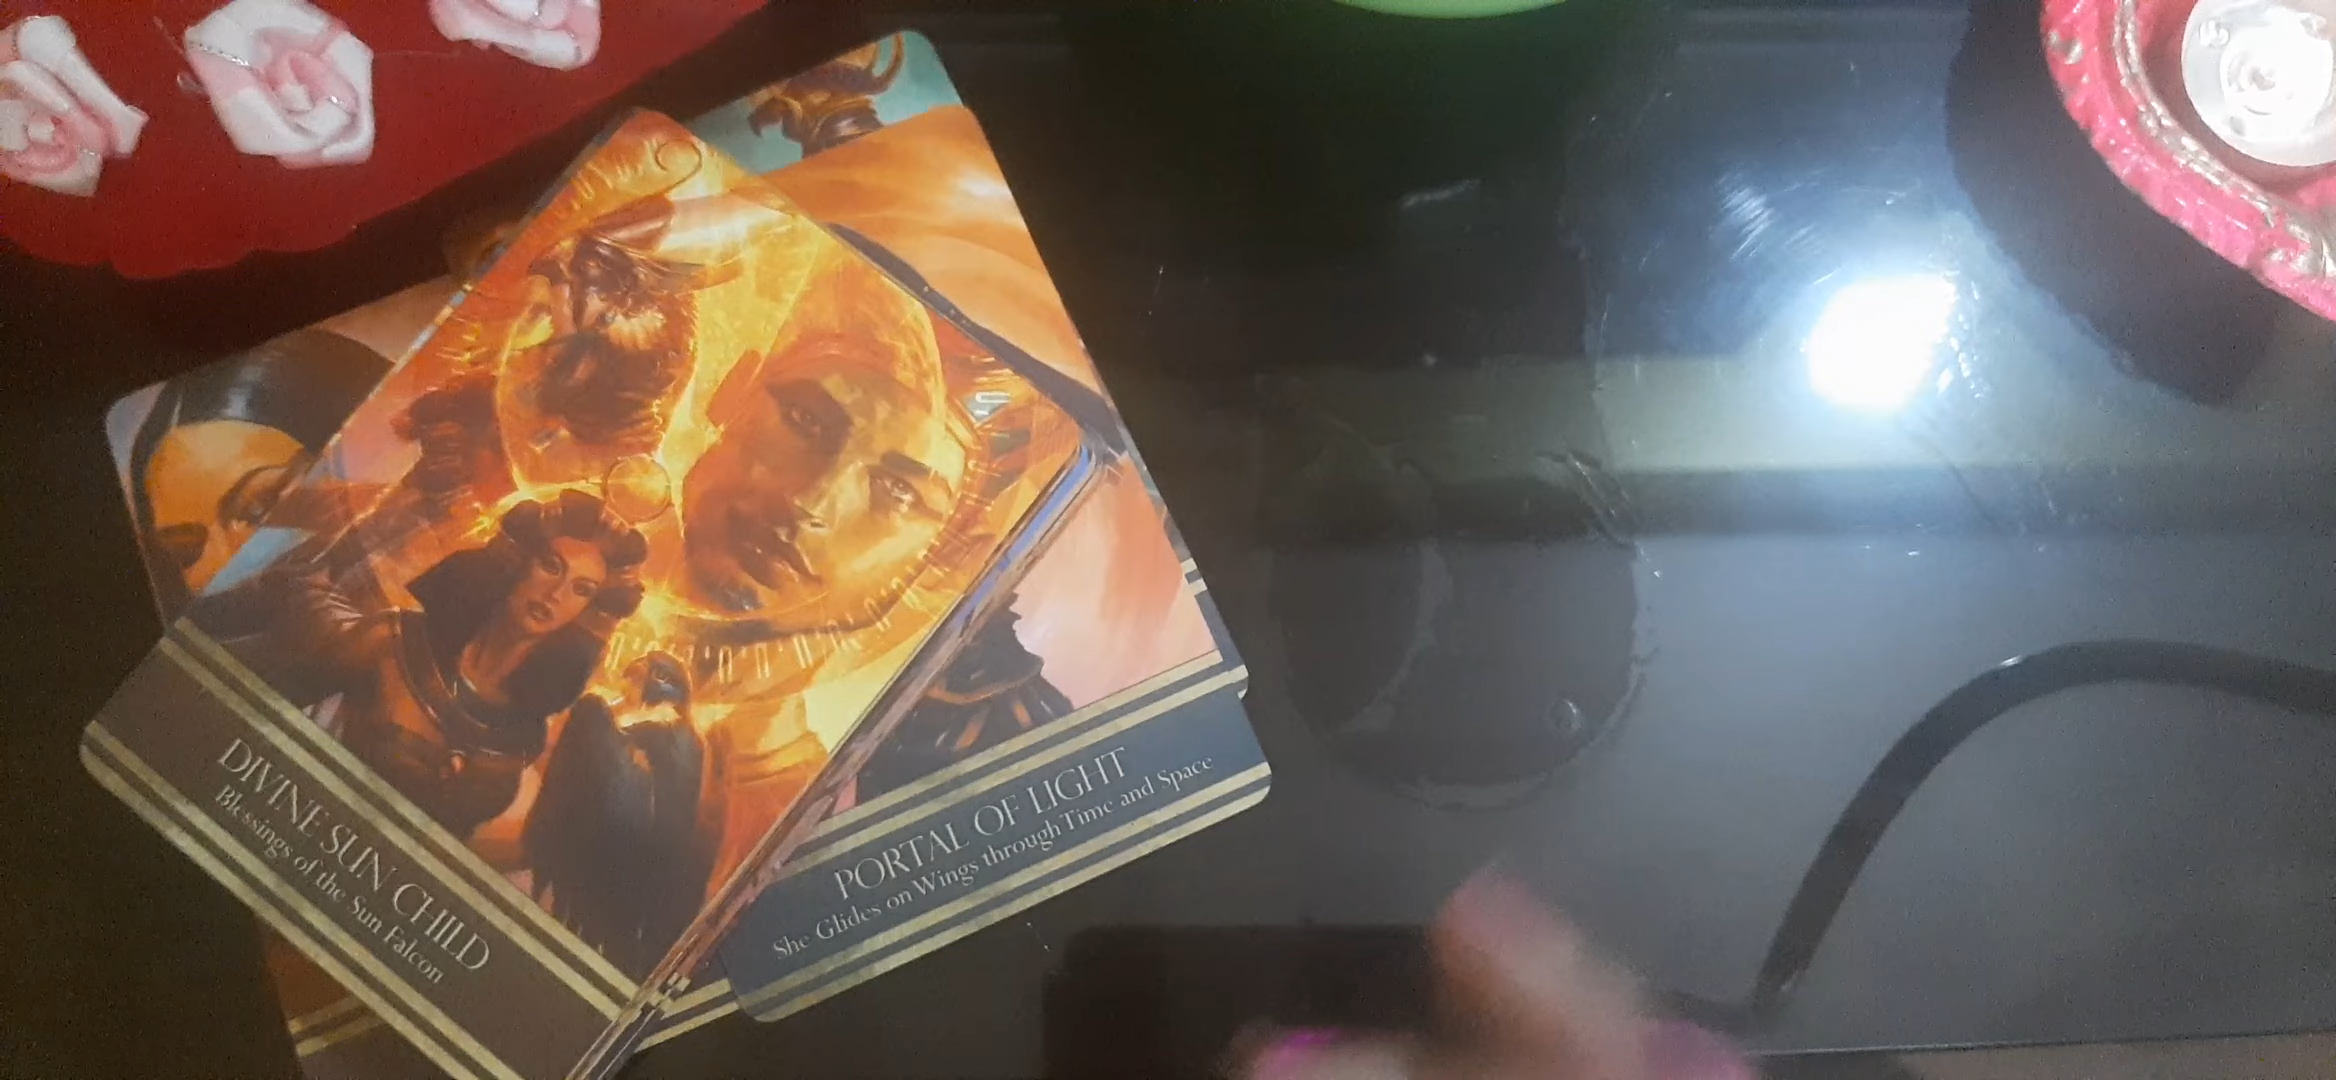 DIVINE SUN CHILD
Blessings of the Sun Falcon
PORTAL OF LIGHT
She Glides on Wings through Time and Space